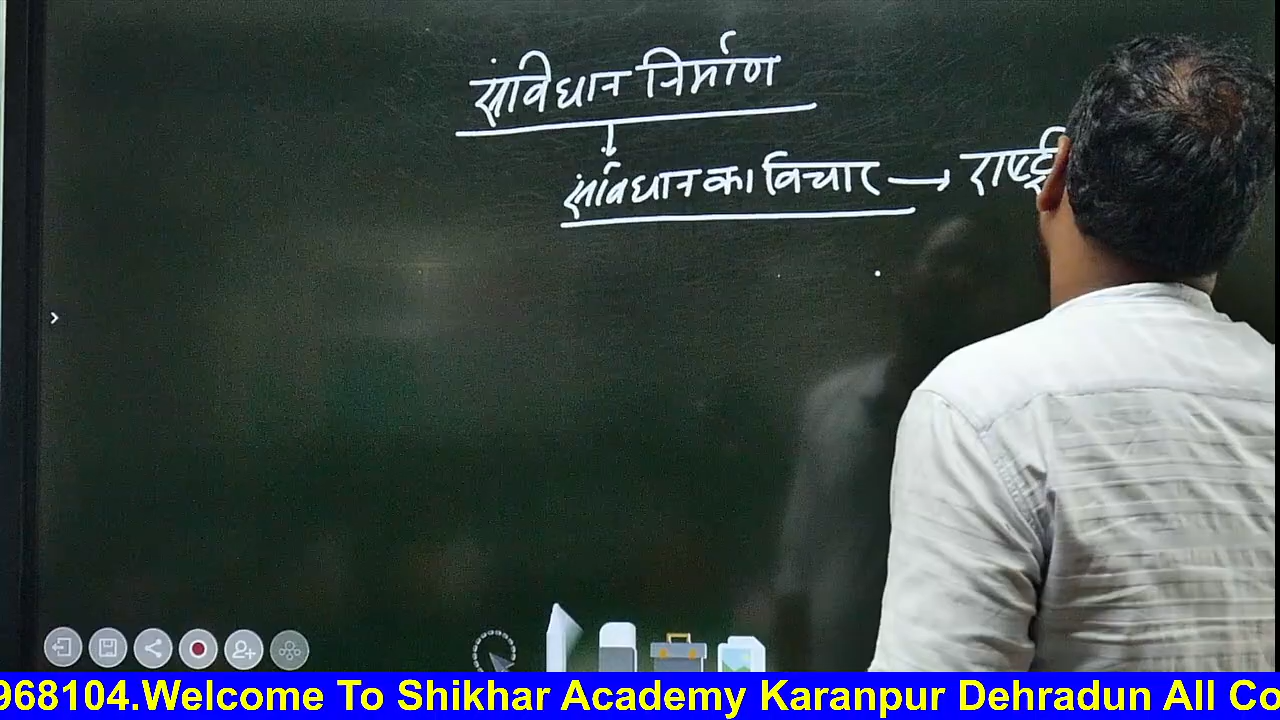 संविधान निर्माण
संविधान का विचार → राष्ट्री
968104.Welcome To Shikhar Academy Karanpur Dehradun All Co